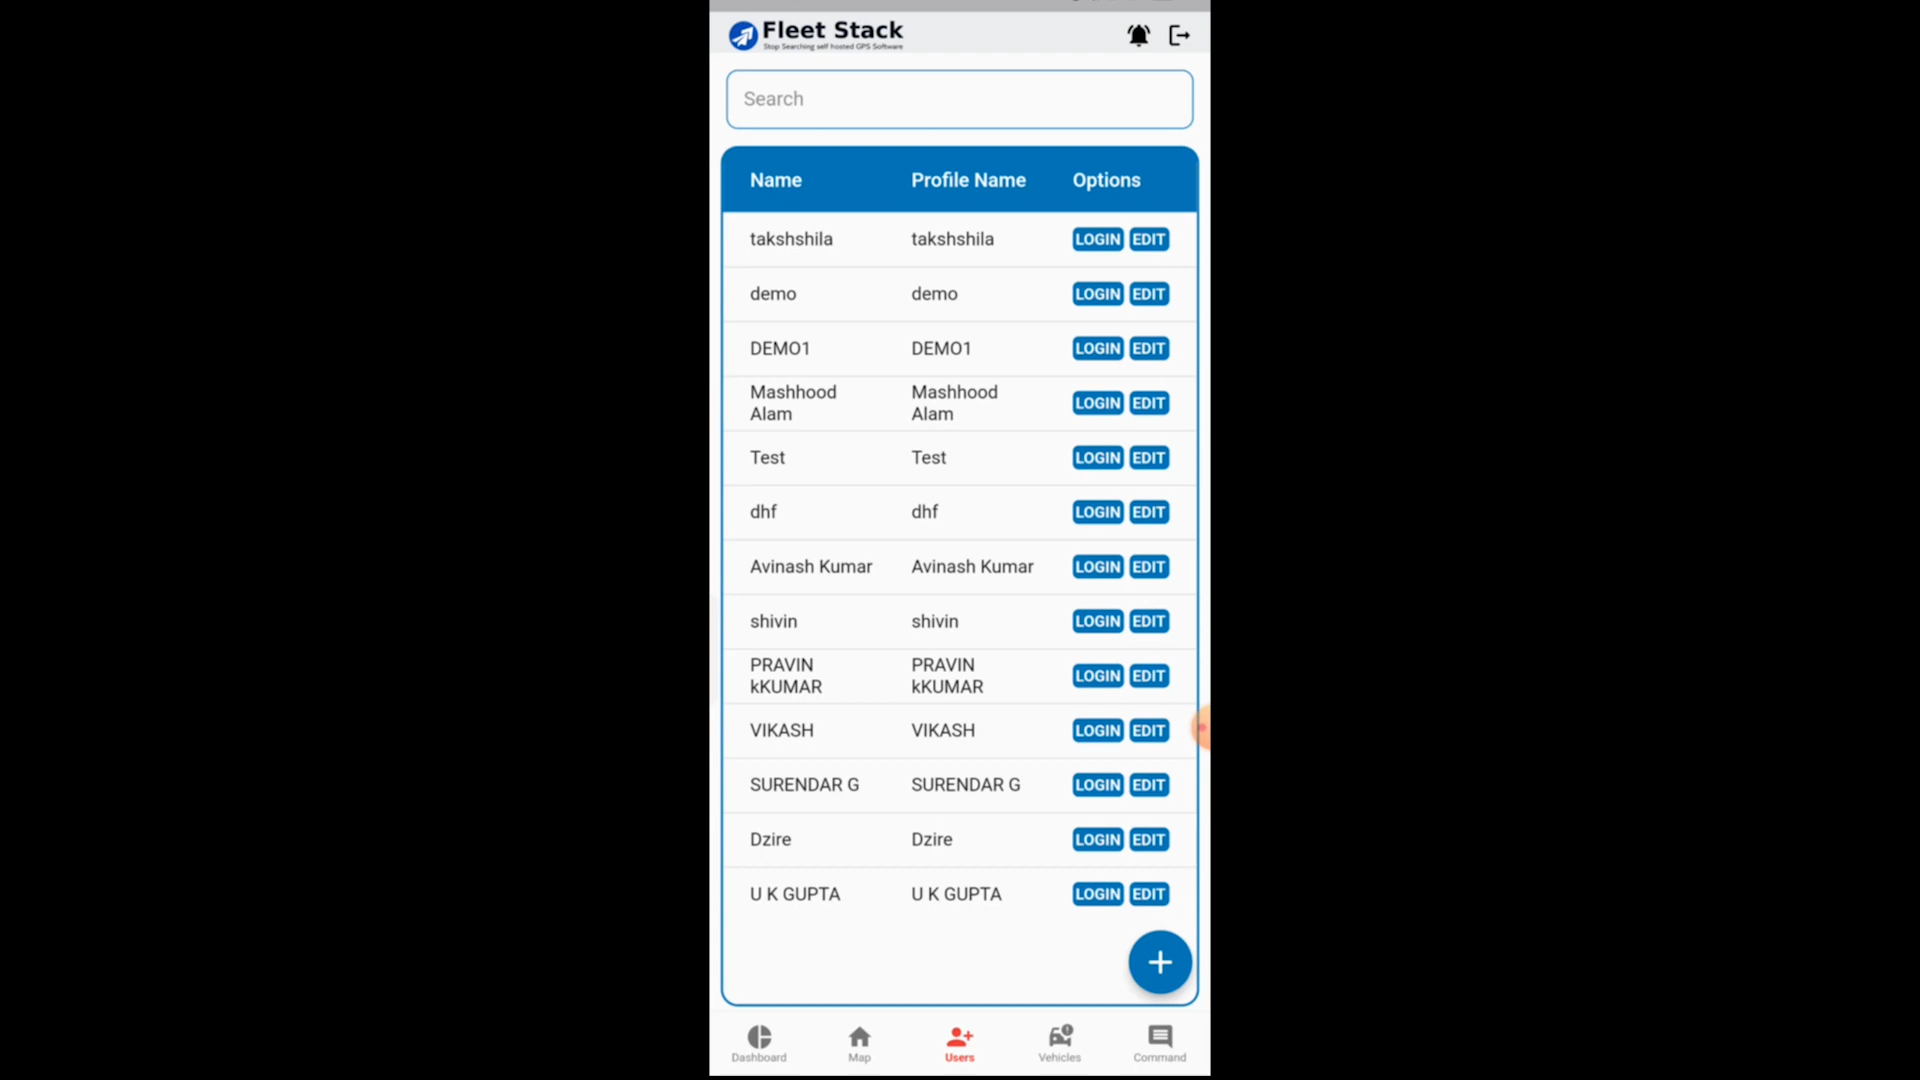 Fleet Stack
Stop Searching self hosted GPS Software
Search
Name Profile Name Options
takshshila takshshila LOGIN EDIT
demo demo LOGIN EDIT
DEMO1 DEMO1 LOGIN EDIT
Mashhood Alam Mashhood Alam LOGIN EDIT
Test Test LOGIN EDIT
dhf dhf LOGIN EDIT
Avinash Kumar Avinash Kumar LOGIN EDIT
shivin shivin LOGIN EDIT
PRAVIN kKUMAR PRAVIN kKUMAR LOGIN EDIT
VIKASH VIKASH LOGIN EDIT
SURENDAR G SURENDAR G LOGIN EDIT
Dzire Dzire LOGIN EDIT
U K GUPTA U K GUPTA LOGIN EDIT
Dashboard Map Users Vehicles Command